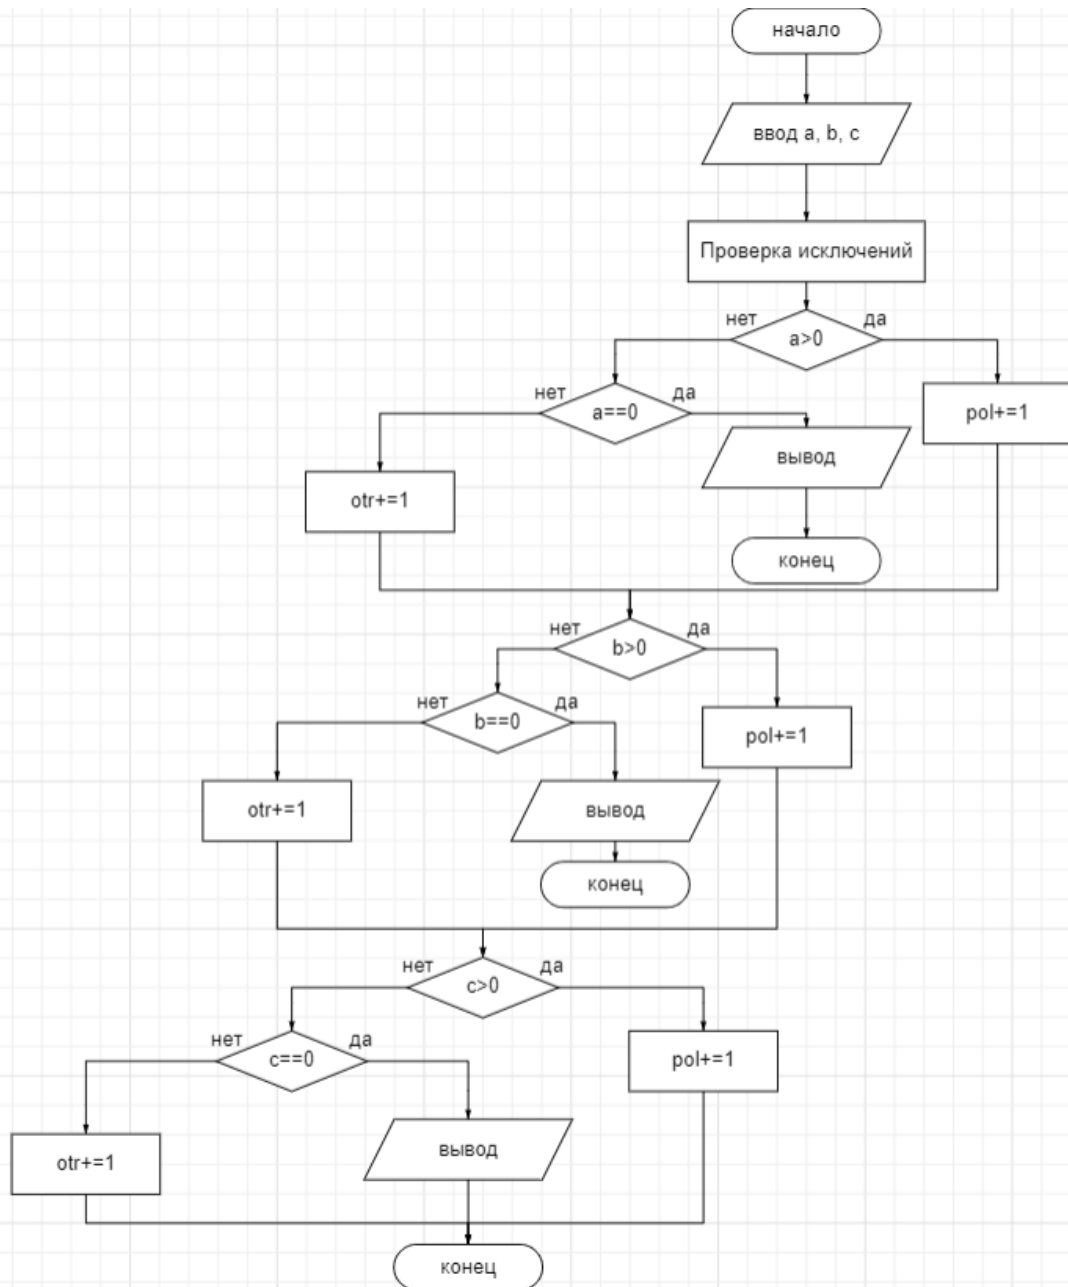 начало
ввод a, b, c
Проверка исключений
нет
да
a>0
нет
да
a==0
pol+=1
вывод
otr+=1
конец
нет
да
b>0
нет
да
b==0
pol+=1
otr+=1
вывод
конец
нет
да
c>0
нет
да
c==0
pol+=1
вывод
otr+=1
конец